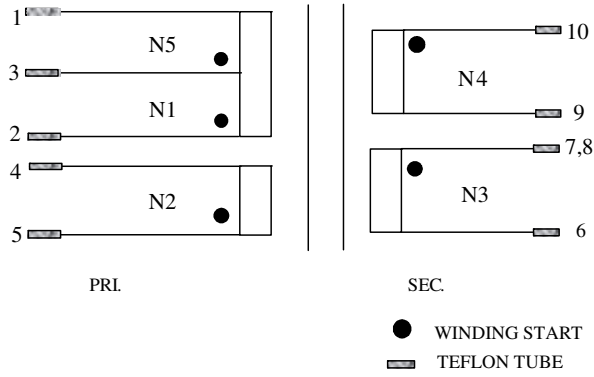 1
N5
3
N1
2
4
N2
5
10
N4
9
7,8
N3
6
PRI.
SEC.
WINDING START
TEFLON TUBE